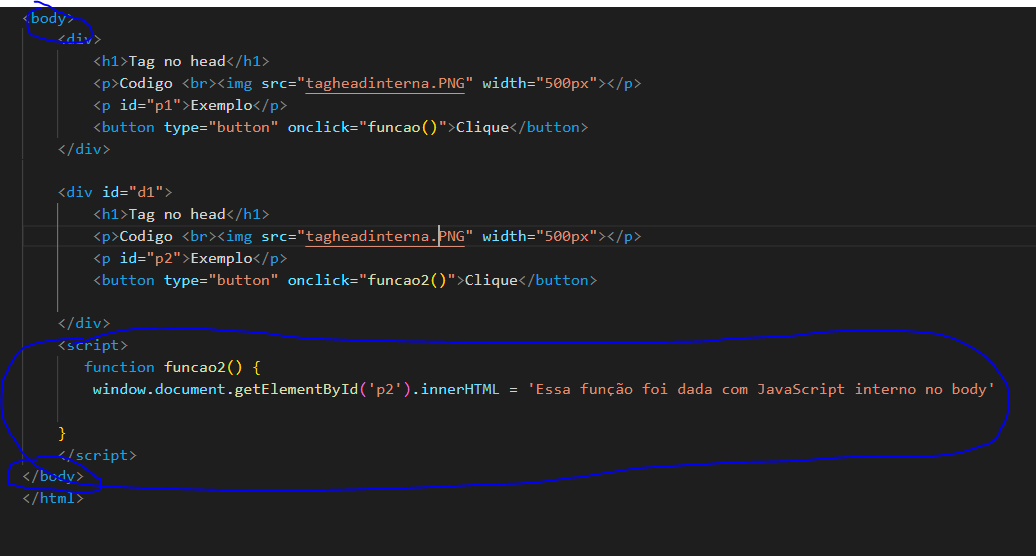 <body>
<div>
<h1>Tag no head</h1>
<p>Codigo <br><img src="tagheadinterna.PNG" width="500px"></p>
<p id="p1">Exemplo</p>
<button type="button" onclick="funcao()">Clique</button>
</div>
<div id="d1">
<h1>Tag no head</h1>
<p>Codigo <br><img src="tagheadinterna.PNG" width="500px"></p>
<p id="p2">Exemplo</p>
<button type="button" onclick="funcao2()">Clique</button>
</div>
<script>
function funcao2() {
window.document.getElementById('p2').innerHTML = 'Essa função foi dada com JavaScript interno no body'
}
</script>
</body>
</html>